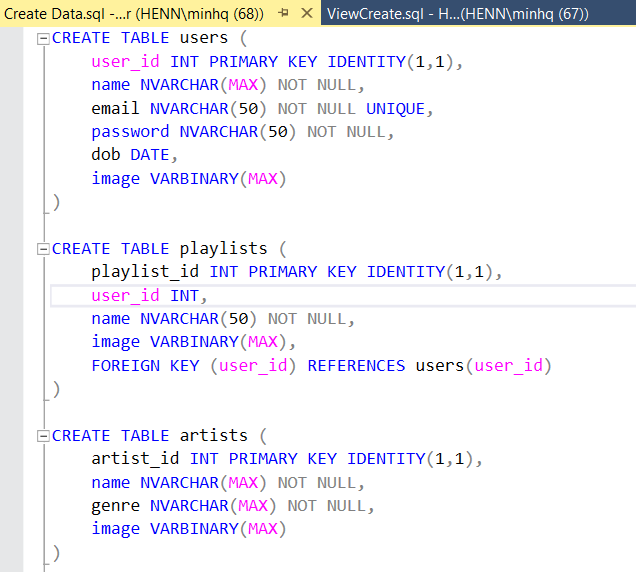 Create Data.sql -...r (HENN\minhq (68))
ViewCreate.sql - H...(HENN\minhq (67))
CREATE TABLE users (
user_id INT PRIMARY KEY IDENTITY(1,1),
name NVARCHAR(MAX) NOT NULL,
email NVARCHAR(50) NOT NULL UNIQUE,
password NVARCHAR(50) NOT NULL,
dob DATE,
image VARBINARY(MAX)
)
CREATE TABLE playlists (
playlist_id INT PRIMARY KEY IDENTITY(1,1),
user_id INT,
name NVARCHAR(50) NOT NULL,
image VARBINARY(MAX),
FOREIGN KEY (user_id) REFERENCES users(user_id)
)
CREATE TABLE artists (
artist_id INT PRIMARY KEY IDENTITY(1,1),
name NVARCHAR(MAX) NOT NULL,
genre NVARCHAR(MAX) NOT NULL,
image VARBINARY(MAX)
)